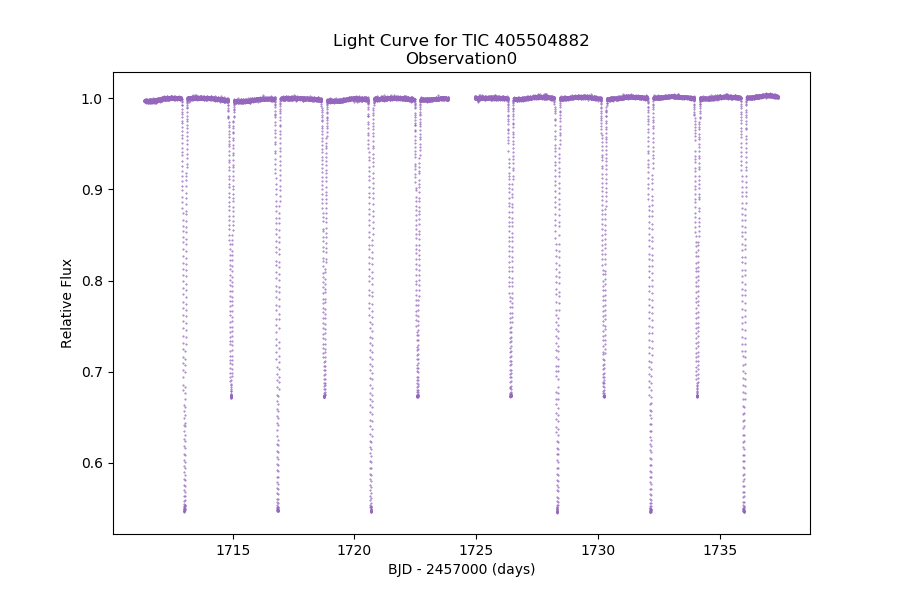 Light Curve for TIC 405504882
Observation0
1.0
0.9
0.8
0.7
0.6
Relative Flux
1715
1720
1725
1730
1735
BJD - 2457000 (days)